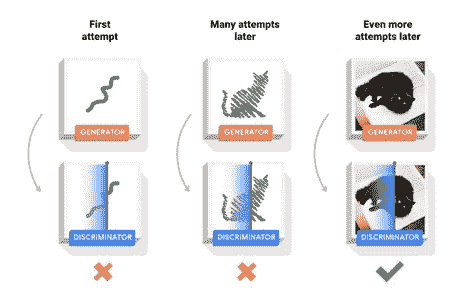 First
attempt
Many attempts
later
Even more
attempts later
GENERATOR
GENERATOR
GENERATOR
DISCRIMINATOR
DISCRIMINATOR
DISCRIMINATOR